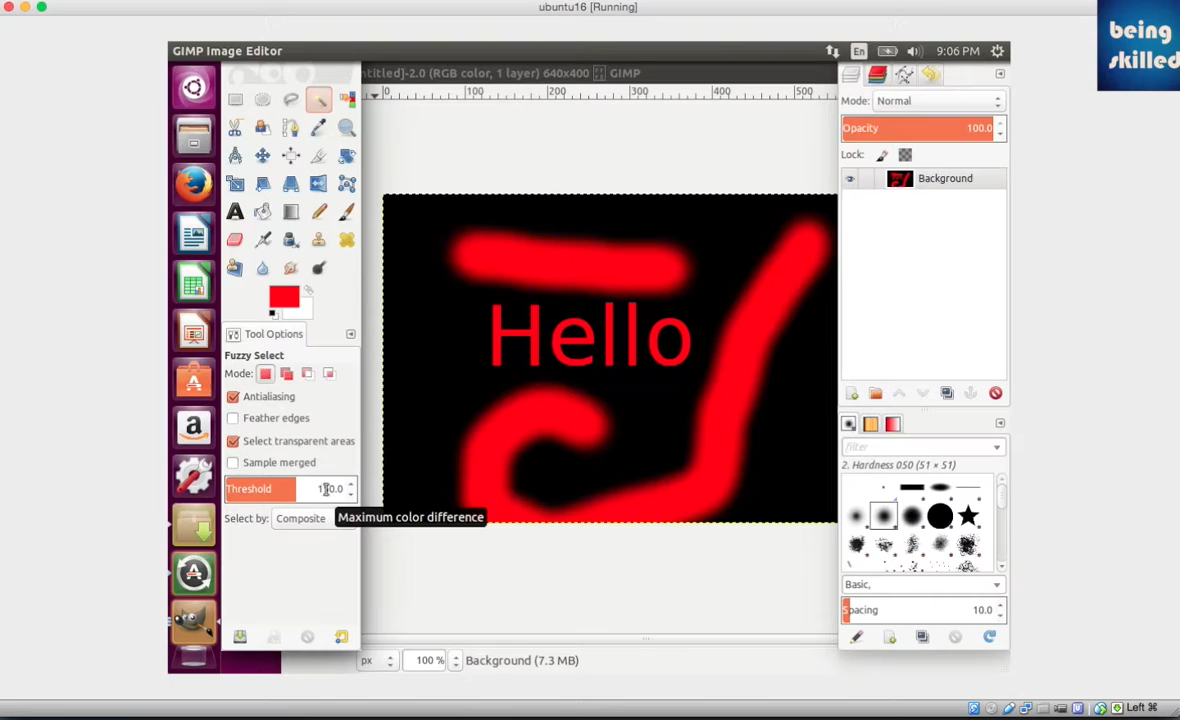 ubuntu16 [Running]
being
skilled
GIMP Image Editor
En
9:06 PM
ntitled]-2.0 (RGB color, 1 layer) 640x400
GIMP
0
100
200
300
400
500
Mode:
Normal
Opacity
100.0
Lock:
Background
Hello
Tool Options
Fuzzy Select
Mode:
Antialiasing
Feather edges
Select transparent areas
Sample merged
Threshold
Select by:
Composite
Maximum color difference
filter
2. Hardness 050 (51 × 51)
Basic,
Spacing
10.0
px
100 %
Background (7.3 MB)
Left ⌘